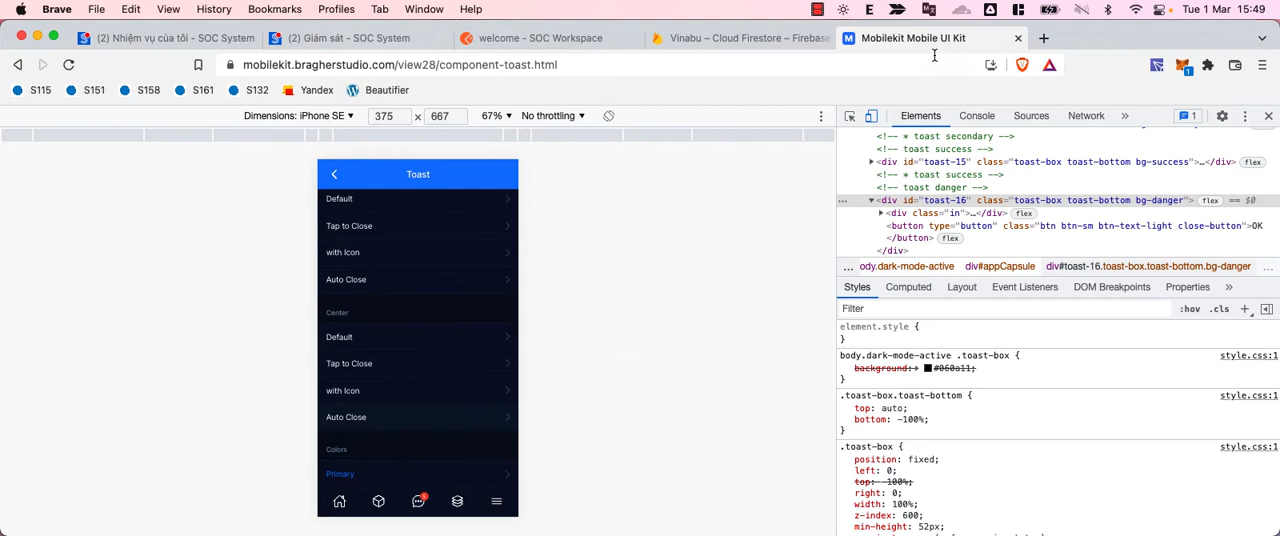 Brave File Edit View History Bookmarks Profiles Tab Window Help Tue 1 Mar 15:49
(2) Nhiệm vụ của tôi - SOC System (2) Giám sát - SOC System welcome - SOC Workspace Vinabu – Cloud Firestore – Firebase Mobilekit Mobile UI Kit
mobilekit.bragherstudio.com/view28/component-toast.html 1
S115 S151 S158 S161 S132 Yandex Beautifier
Dimensions: iPhone SE 375 × 667 67% No throttling
Elements Console Sources Network » 1
Toast
Default
Tap to Close
with Icon
Auto Close
Center
Default
Tap to Close
with Icon
Auto Close
Colors
Primary
<!-- * toast secondary -->
<!-- toast success -->
<div id="toast-15" class="toast-box toast-bottom bg-success">…</div> flex
<!-- * toast success -->
<!-- toast danger -->
… <div id="toast-16" class="toast-box toast-bottom bg-danger"> flex == $0
<div class="in">…</div> flex
<button type="button" class="btn btn-sm btn-text-light close-button">OK
</button> flex
</div>
… ody.dark-mode-active div#appCapsule div#toast-16.toast-box.toast-bottom.bg-danger …
Styles Computed Layout Event Listeners DOM Breakpoints Properties »
Filter :hov .cls +
element.style {
}
body.dark-mode-active .toast-box { style.css:1
background: #060a11;
}
.toast-box.toast-bottom { style.css:1
top: auto;
bottom: -100%;
}
.toast-box { style.css:1
position: fixed;
left: 0;
top: -100%;
right: 0;
width: 100%;
z-index: 600;
min-height: 52px;